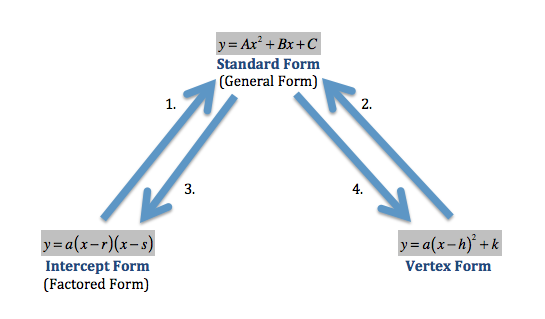 y = Ax² + Bx + C
Standard Form
(General Form)
1.
2.
3.
4.
y = a(x − r)(x − s)
Intercept Form
(Factored Form)
y = a(x − h)² + k
Vertex Form